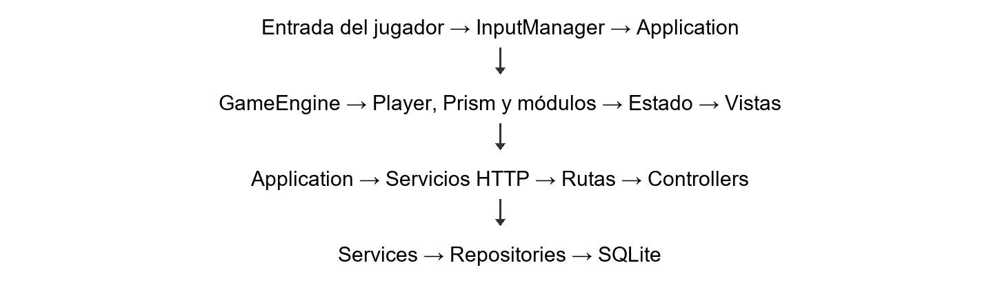 Entrada del jugador → InputManager → Application
GameEngine → Player, Prism y módulos → Estado → Vistas
Application → Servicios HTTP → Rutas → Controllers
Services → Repositories → SQLite